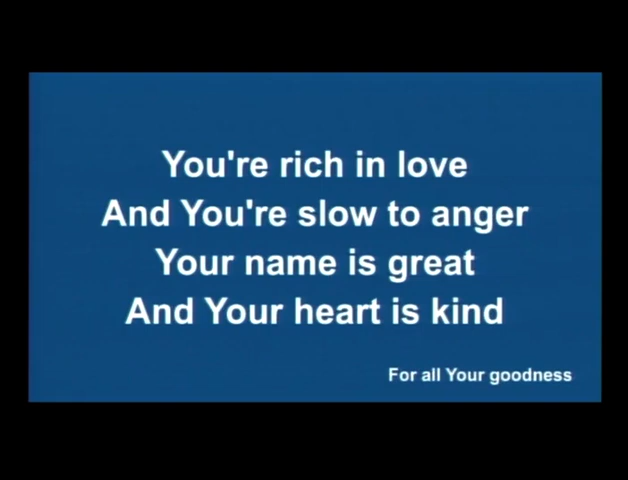 You're rich in love
And You're slow to anger
Your name is great
And Your heart is kind
For all Your goodness